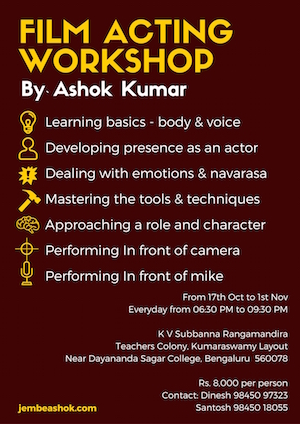 FILM ACTING
WORKSHOP
By Ashok Kumar
Learning basics - body & voice
Developing presence as an actor
Dealing with emotions & navarasa
Mastering the tools & techniques
Approaching a role and character
Performing In front of camera
Performing In front of mike
From 17th Oct to 1st Nov
Everyday from 06:30 PM to 09:30 PM
K V Subbanna Rangamandira
Teachers Colony, Kumaraswamy Layout
Near Dayananda Sagar College, Bengaluru 560078
Rs. 8,000 per person
Contact: Dinesh 98450 97323
Santosh 98450 18055
jembeashok.com